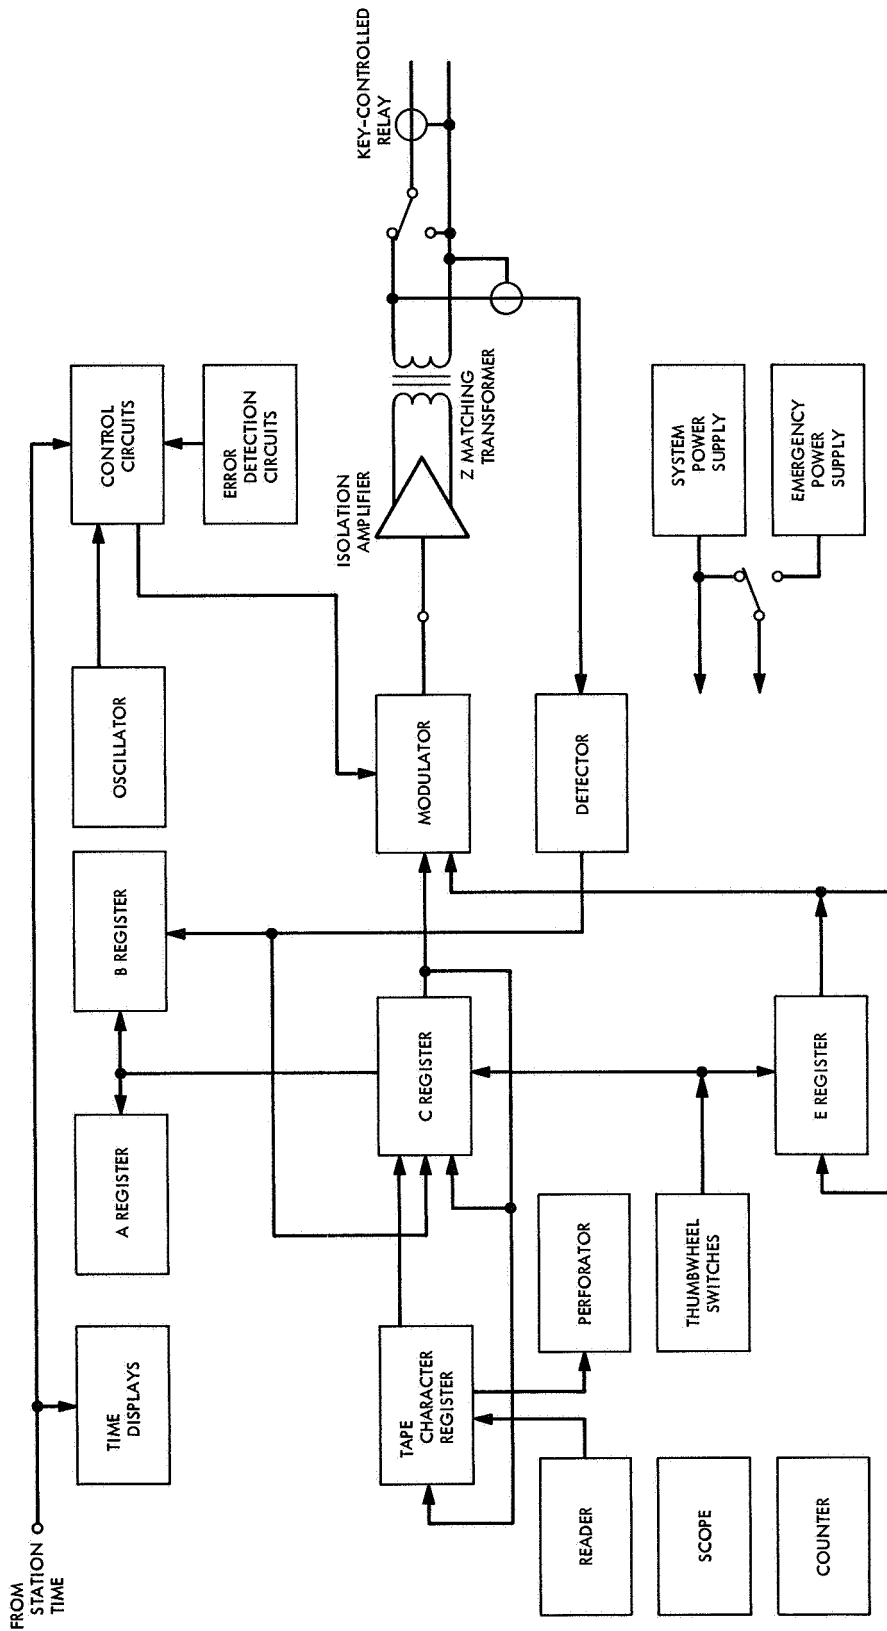 FROM
STATION
TIME
TIME
DISPLAYS
A REGISTER
B REGISTER
OSCILLATOR
CONTROL
CIRCUITS
ERROR
DETECTION
CIRCUITS
TAPE
CHARACTER
REGISTER
C REGISTER
MODULATOR
ISOLATION
AMPLIFIER
Z MATCHING
TRANSFORMER
KEY-CONTROLLED
RELAY
READER
PERFORATOR
DETECTOR
SCOPE
THUMBWHEEL
SWITCHES
SYSTEM
POWER
SUPPLY
COUNTER
E REGISTER
EMERGENCY
POWER
SUPPLY